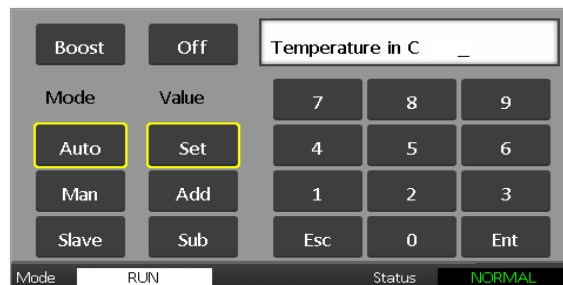 Boost Off Temperature in C _
Mode Value 7 8 9
Auto Set 4 5 6
Man Add 1 2 3
Slave Sub Esc 0 Ent
Mode RUN Status NORMAL